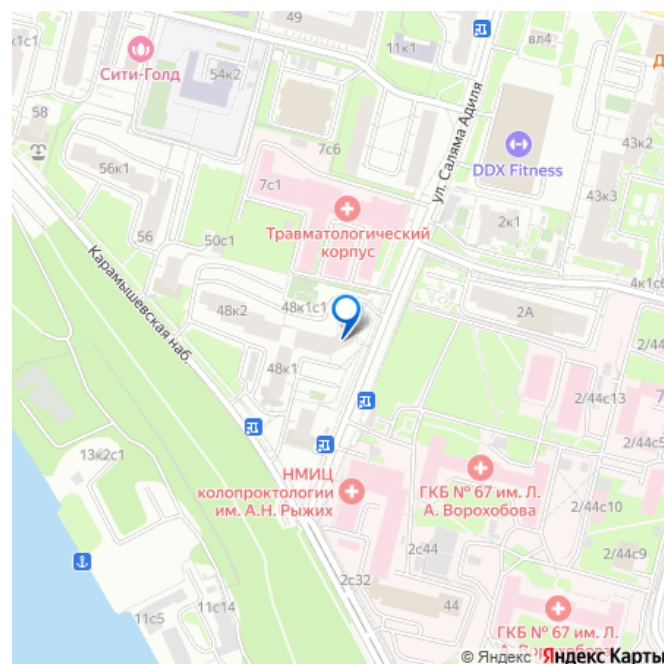 49
11к1
вл4
к1с1
Сити-Голд
54к2
58
7с6
ул. Саляма Адиля
DDX Fitness
43к2
56к1
7с1
43к3
Травматологический
корпус
2к1
56
50с1
Карамышевская наб.
4к1с6
48к2
48к1с1
2А
2/44
48к1
2/44с13
2/44с5
13к2с1
НМИЦ
колопроктологии
им. А.Н. Рыжих
ГКБ № 67 им. Л.
А. Ворохобова
2/44с10
2с44
2/44с9
2с32
11с14
11с5
44
ГКБ № 67 им. Л.
А. Ворохобова
© Яндекс Яндекс Карты